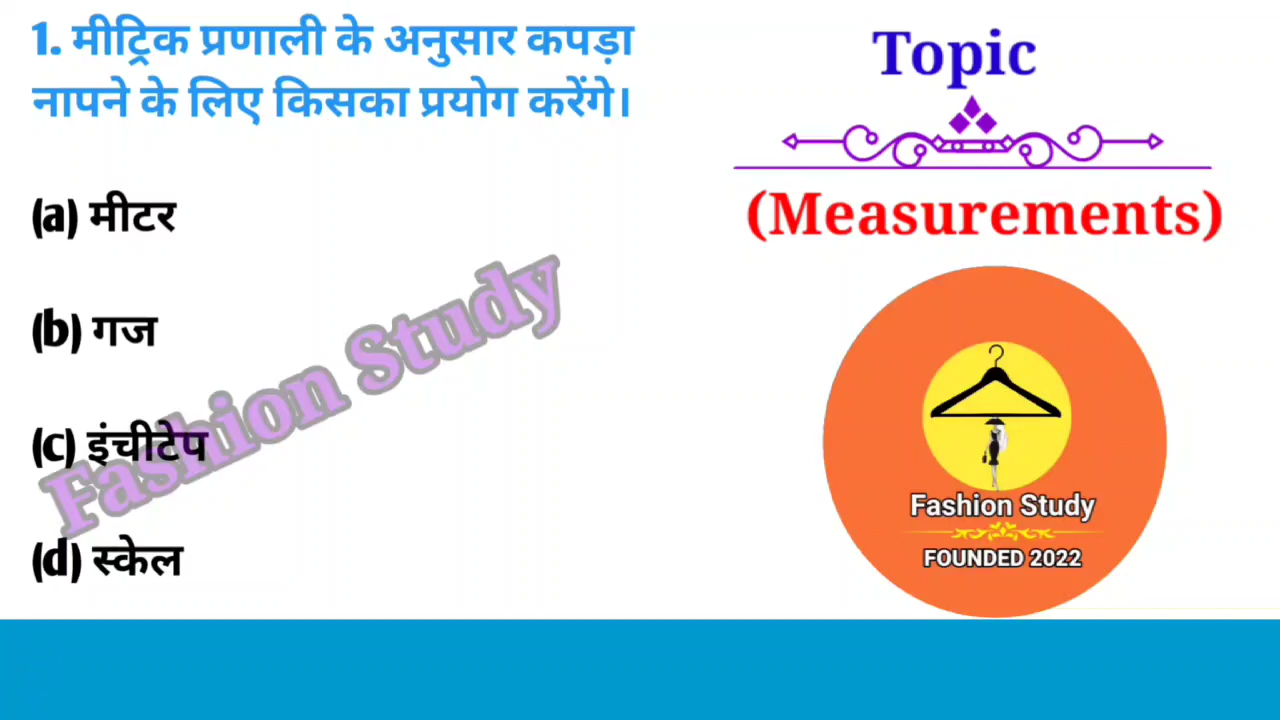 1. मीट्रिक प्रणाली के अनुसार कपड़ा
नापने के लिए किसका प्रयोग करेंगे।
(a) मीटर
(b) गज
(c) इंचीटेप
(d) स्केल
Fashion Study
Topic
(Measurements)
Fashion Study
FOUNDED 2022